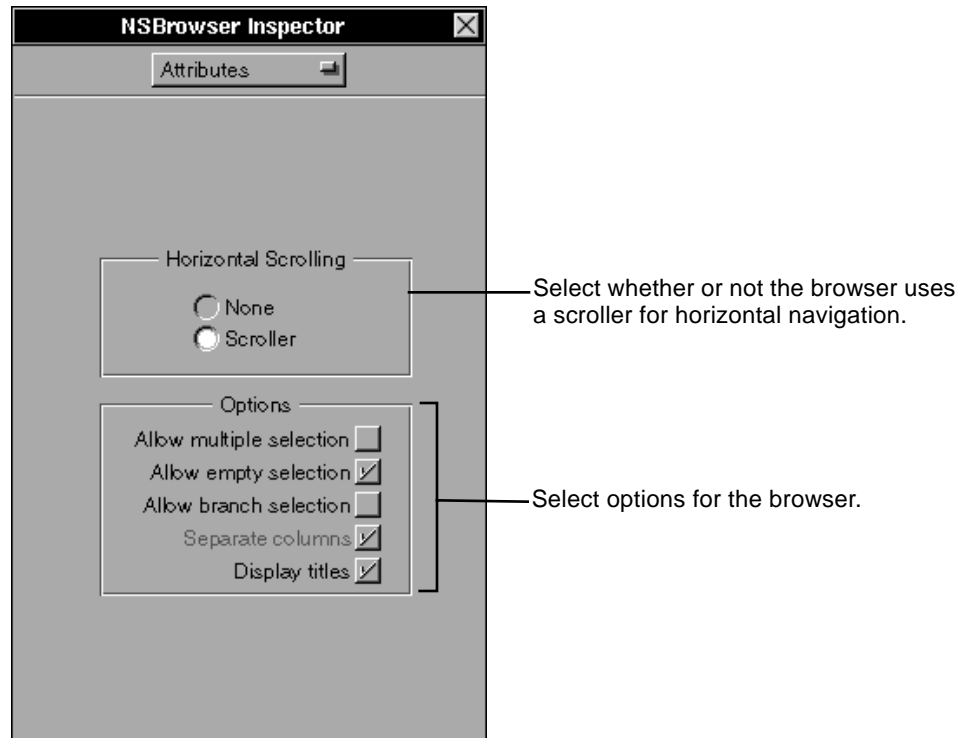 NSBrowser Inspector
Attributes
Horizontal Scrolling
None
Scroller
Select whether or not the browser uses
a scroller for horizontal navigation.
Options
Allow multiple selection
Allow empty selection
Allow branch selection
Separate columns
Display titles
Select options for the browser.